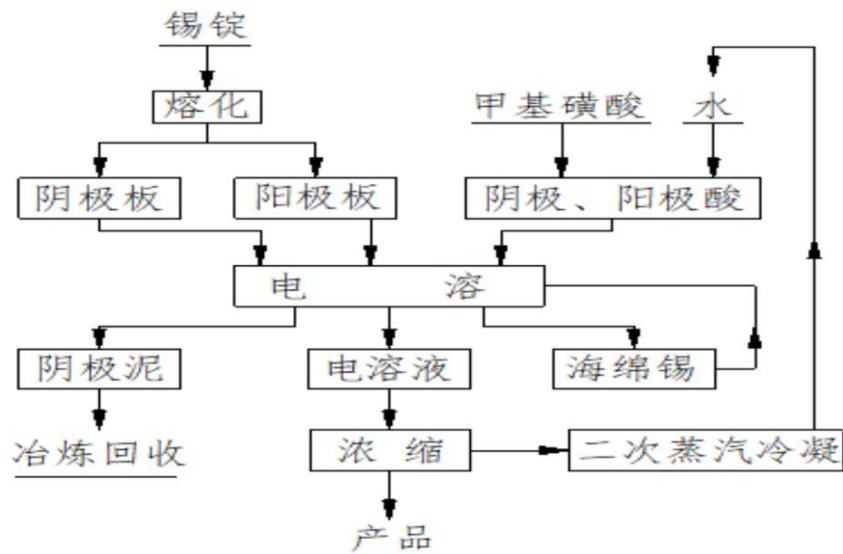 锡锭
熔化
甲基磺酸
水
阴极板
阳极板
阴极、阳极酸
电 溶
阴极泥
电溶液
海绵锡
冶炼回收
浓缩
二次蒸汽冷凝
产品